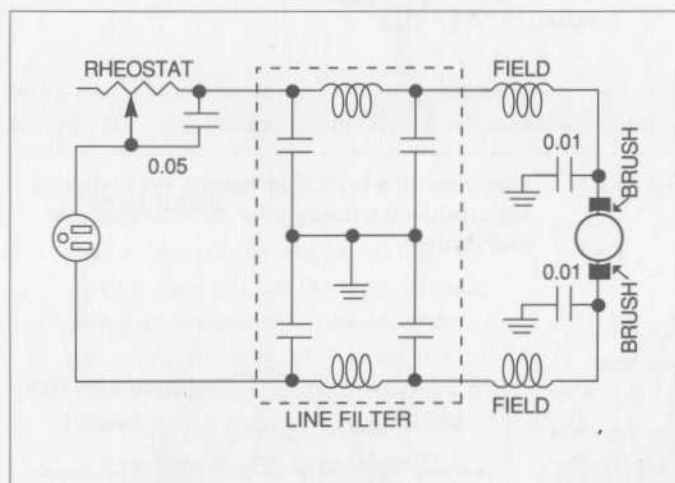 RHEOSTAT
FIELD
0.05
0.01
BRUSH
0.01
BRUSH
LINE FILTER
FIELD